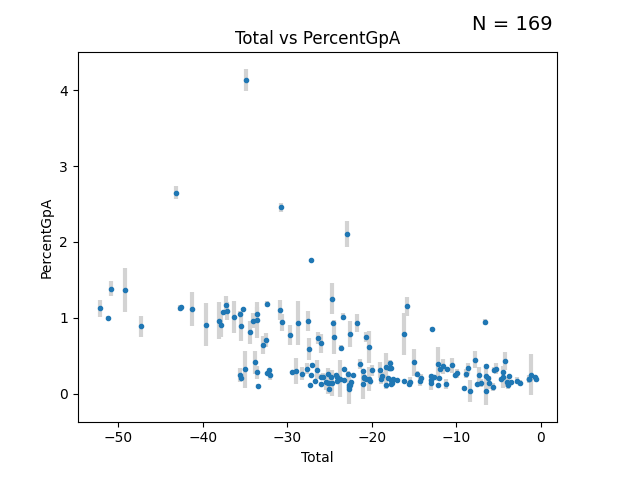 N = 169
Total vs PercentGpA
PercentGpA
4
3
2
1
0
−50 −40 −30 −20 −10 0
Total